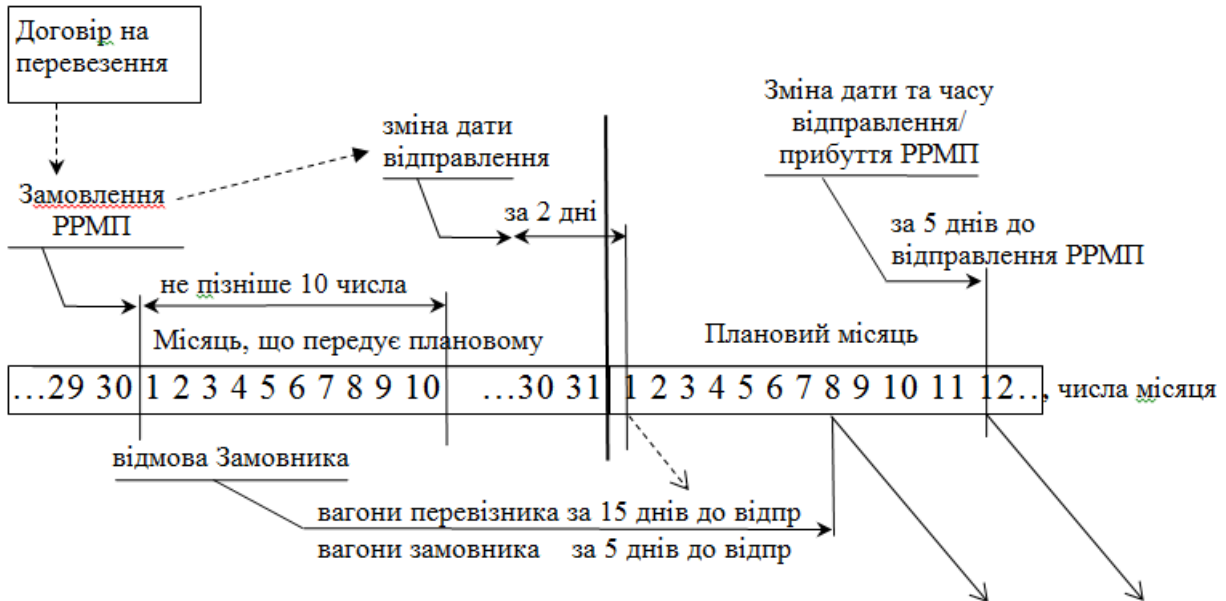 Договір на
перевезення
Замовлення
РРМП
зміна дати
відправлення
за 2 дні
Зміна дати та часу
відправлення/
прибуття РРМП
за 5 днів до
відправлення РРМП
не пізніше 10 числа
Місяць, що передує плановому
Плановий місяць
...29 30 1 2 3 4 5 6 7 8 9 10 ...30 31 1 2 3 4 5 6 7 8 9 10 11 12..., числа місяця
відмова Замовника
вагони перевізника за 15 днів до відпр
вагони замовника за 5 днів до відпр